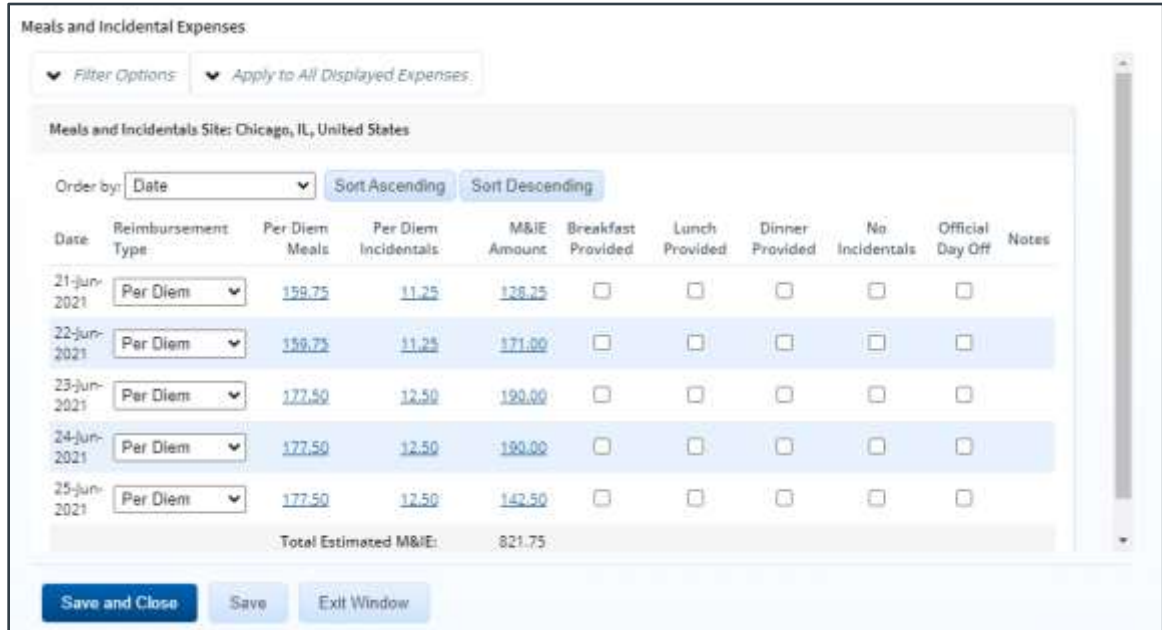 Meals and Incidental Expenses
Filter Options Apply to All Displayed Expenses
Meals and Incidentals Site: Chicago, IL, United States
Order by: Date Sort Ascending Sort Descending
Date Reimbursement Type Per Diem Meals Per Diem Incidentals M&IE Amount Breakfast Provided Lunch Provided Dinner Provided No Incidentals Official Day Off Notes
21-Jun-2021 Per Diem 159.75 11.25 128.25
22-Jun-2021 Per Diem 159.75 11.25 171.00
23-Jun-2021 Per Diem 177.50 12.50 190.00
24-Jun-2021 Per Diem 177.50 12.50 190.00
25-Jun-2021 Per Diem 177.50 12.50 142.50
Total Estimated M&IE: 821.75
Save and Close Save Exit Window